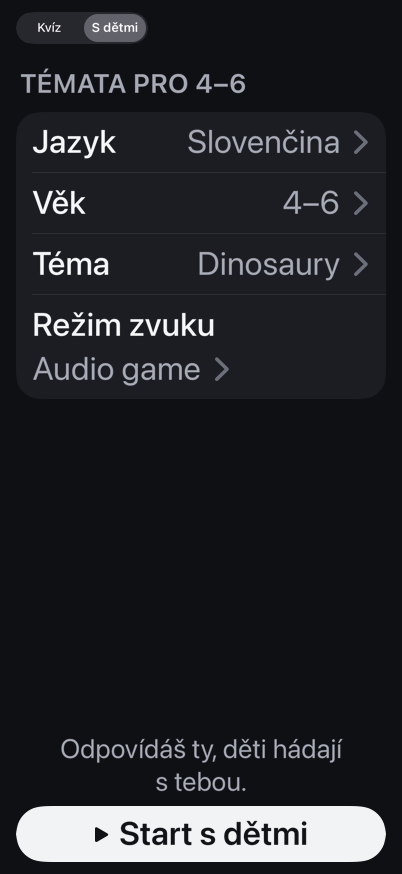 Kvíz
S dětmi
TÉMATA PRO 4–6
Jazyk Slovenčina
Věk 4–6
Téma Dinosaury
Režim zvuku
Audio game
Odpovídáš ty, děti hádají
s tebou.
Start s dětmi